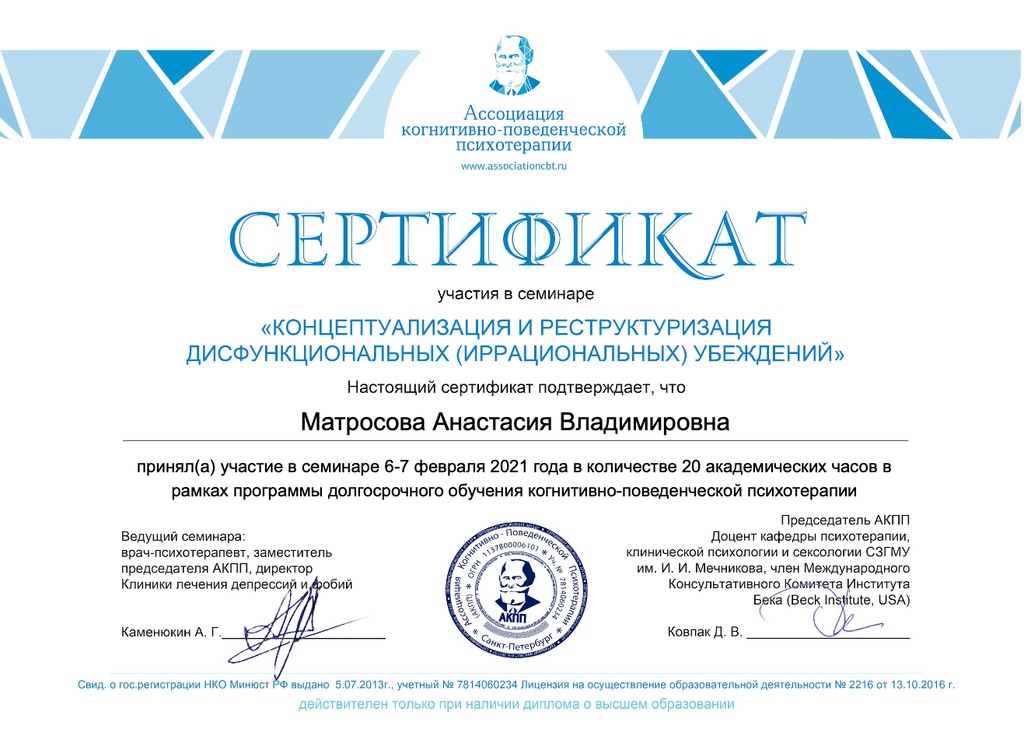 Ассоциация
когнитивно-поведенческой
психотерапии
www.associationcbt.ru
СЕРТИФИКАТ
участия в семинаре
«КОНЦЕПТУАЛИЗАЦИЯ И РЕСТРУКТУРИЗАЦИЯ
ДИСФУНКЦИОНАЛЬНЫХ (ИРРАЦИОНАЛЬНЫХ) УБЕЖДЕНИЙ»
Настоящий сертификат подтверждает, что
Матросова Анастасия Владимировна
принял(а) участие в семинаре 6-7 февраля 2021 года в количестве 20 академических часов в
рамках программы долгосрочного обучения когнитивно-поведенческой психотерапии
Ведущий семинара:
врач-психотерапевт, заместитель
председателя АКПП, директор
Клиники лечения депрессий и фобий
Каменюкин А. Г.
Ассоциация Когнитивно-Поведенческой Психотерапии
ОГРН 1137800006101 * Уч. № 7814060234
АКПП
* Санкт-Петербург *
Председатель АКПП
Доцент кафедры психотерапии,
клинической психологии и сексологии СЗГМУ
им. И. И. Мечникова, член Международного
Консультативного Комитета Института
Бека (Beck Institute, USA)
Ковпак Д. В.
Свид. о гос.регистрации НКО Минюст РФ выдано 5.07.2013г., учетный № 7814060234 Лицензия на осуществление образовательной деятельности № 2216 от 13.10.2016 г.
действителен только при наличии диплома о высшем образовании